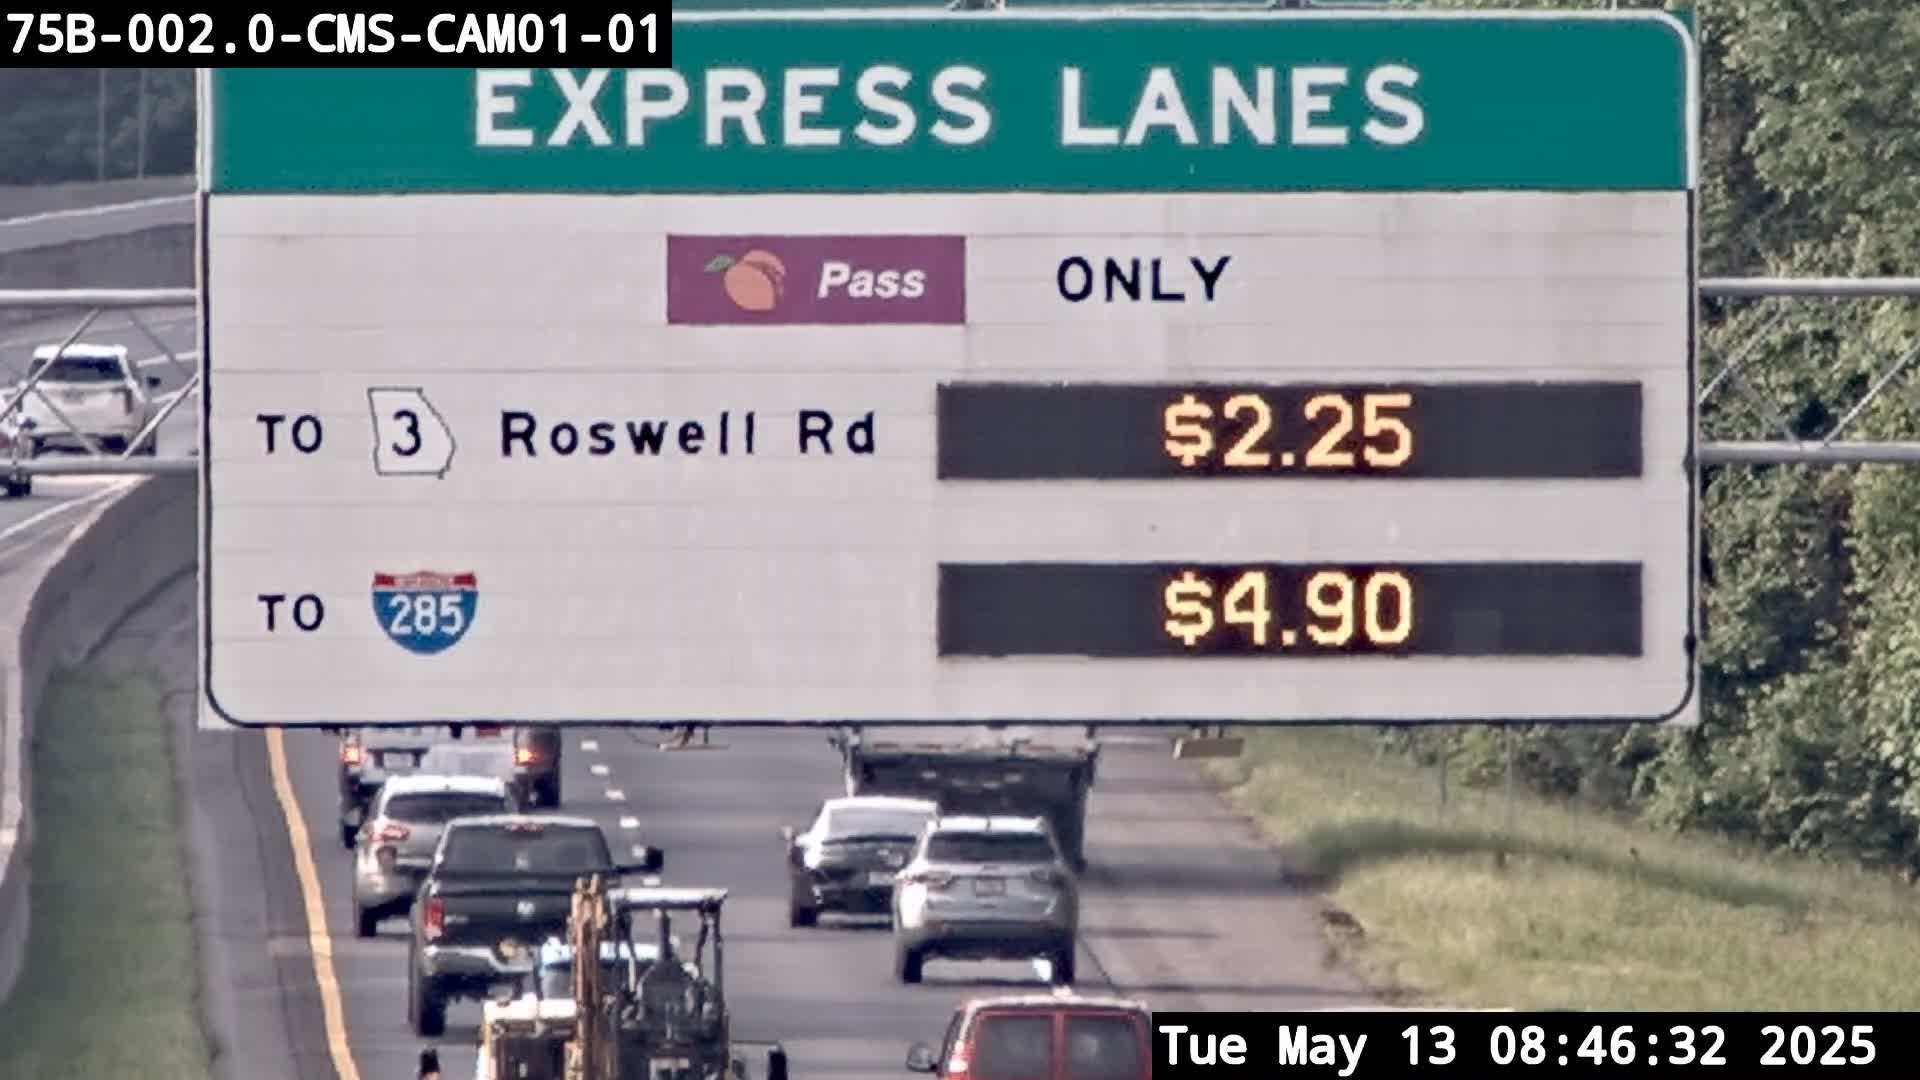 75B-002.0-CMS-CAM01-01
EXPRESS LANES
Pass ONLY
TO 3 Roswell Rd $2.25
TO 285 $4.90
Tue May 13 08:46:32 2025